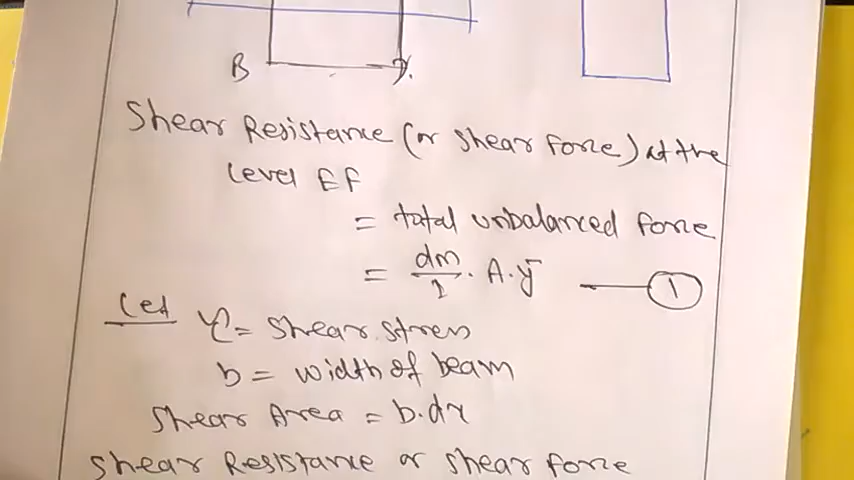 B
Shear Resistance (or shear force) at the
level EF
= total unbalanced force
= dM/I · A·ȳ —— 1
Let τ = shear stress
b = width of beam
Shear Area = b·dx
Shear Resistance or shear force